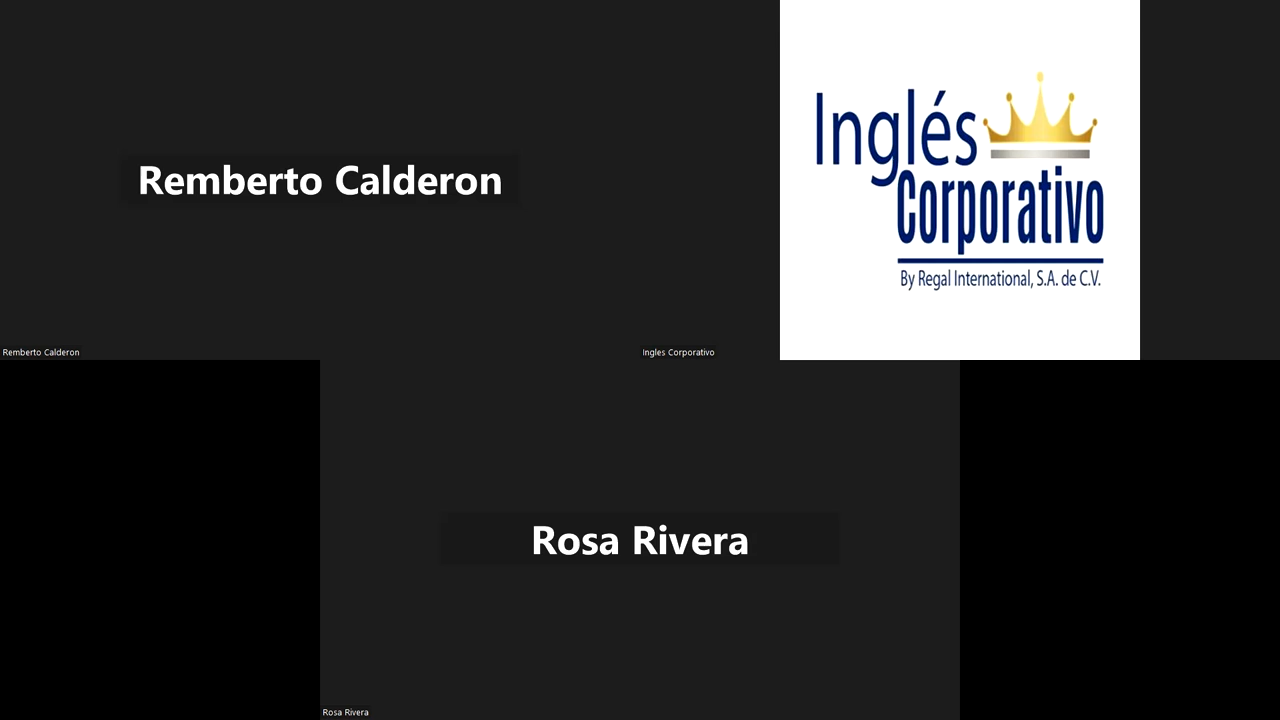 Remberto Calderon
Remberto Calderon
Inglés
Corporativo
By Regal International, S.A. de C.V.
Ingles Corporativo
Rosa Rivera
Rosa Rivera